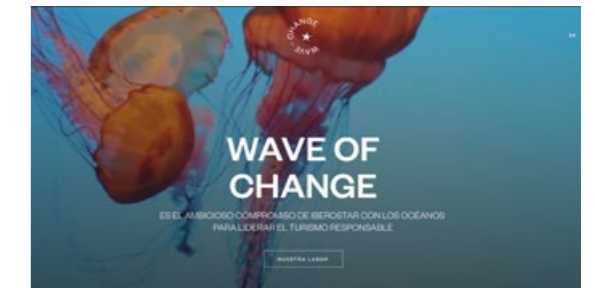 CHANGE
WAVE
WAVE OF
CHANGE
ES EL AMBICIOSO COMPROMISO DE IBEROSTAR CON LOS OCÉANOS
PARA LIDERAR EL TURISMO RESPONSABLE
NUESTRA LABOR